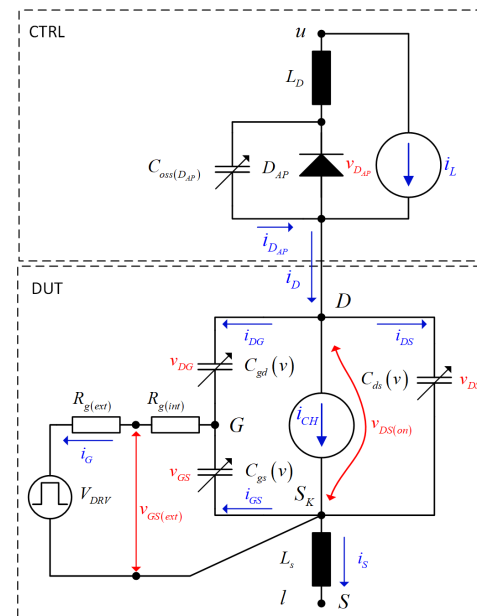 CTRL
u
L_D
C_oss(D_AP)
D_AP
v_D_AP
i_L
i_D_AP
i_D
DUT
D
i_DG
i_DS
v_DG
C_gd(v)
C_ds(v)
v_DS
R_g(ext)
R_g(int)
G
i_CH
v_DS(on)
i_G
v_GS
C_gs(v)
V_DRV
v_GS(ext)
i_GS
S_K
L_s
i_S
l
S